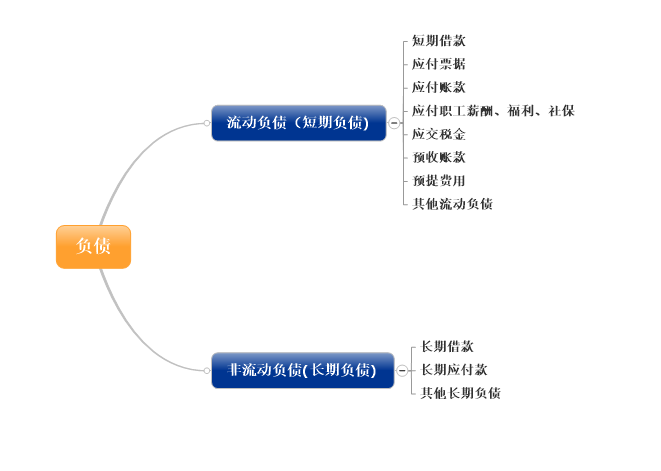 负债
流动负债（短期负债)
短期借款
应付票据
应付账款
应付职工薪酬、福利、社保
应交税金
预收账款
预提费用
其他流动负债
非流动负债(长期负债)
长期借款
长期应付款
其他长期负债